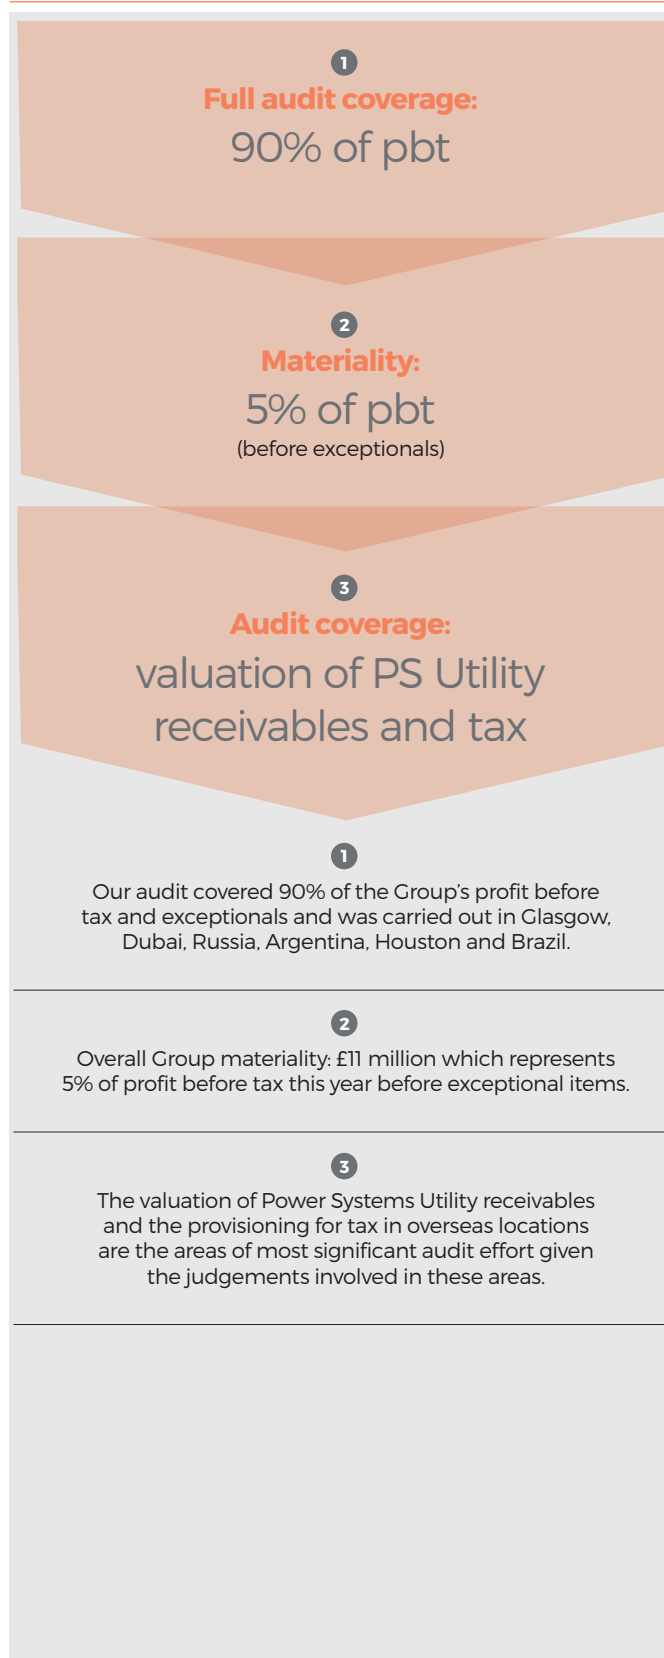 1
Full audit coverage:
90% of pbt
2
Materiality:
5% of pbt
(before exceptionals)
3
Audit coverage:
valuation of PS Utility
receivables and tax
1
Our audit covered 90% of the Group’s profit before
tax and exceptionals and was carried out in Glasgow,
Dubai, Russia, Argentina, Houston and Brazil.
2
Overall Group materiality: £11 million which represents
5% of profit before tax this year before exceptional items.
3
The valuation of Power Systems Utility receivables
and the provisioning for tax in overseas locations
are the areas of most significant audit effort given
the judgements involved in these areas.